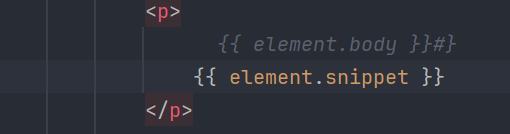 <p>
{{ element.body }}#}
{{ element.snippet }}
</p>